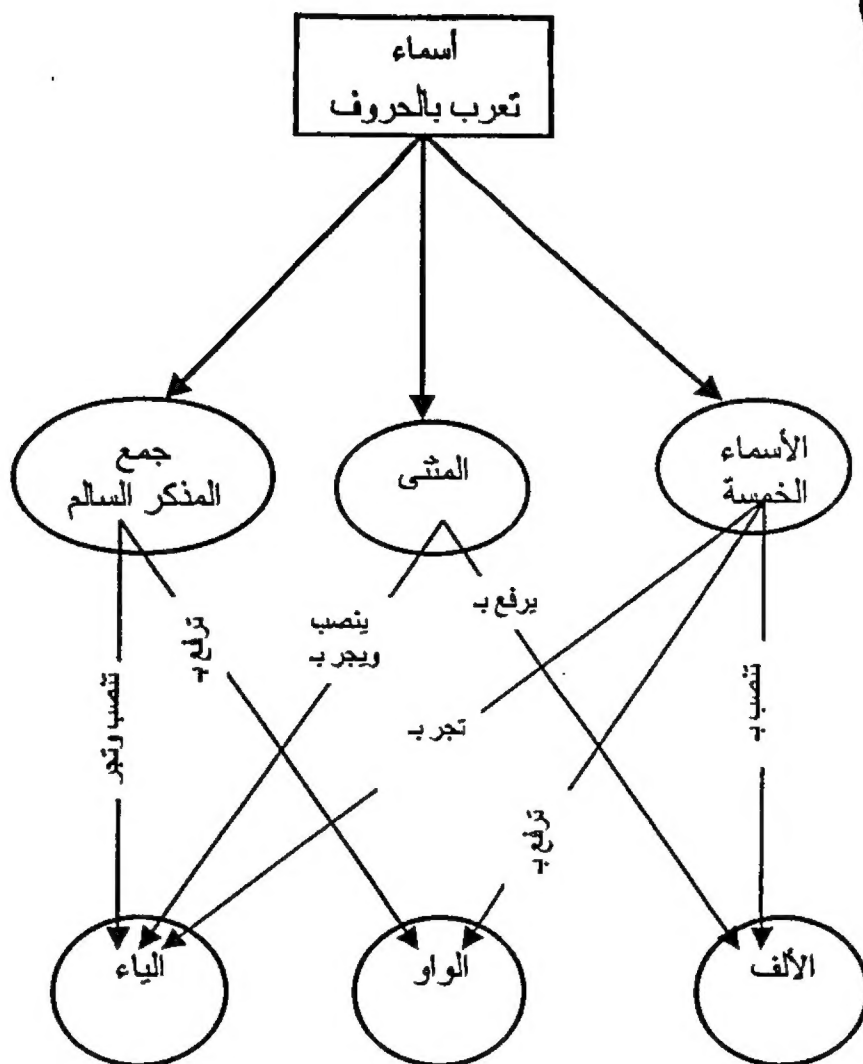 أسماء
تعرب بالحروف
الأسماء
الخمسة
المثنى
جمع
المذكر السالم
تنصب بـ
يرفع بـ
ينصب
ويجر بـ
ترفع بـ
تنصب وتجر
تجر بـ
ترفع بـ
الألف
الواو
الياء